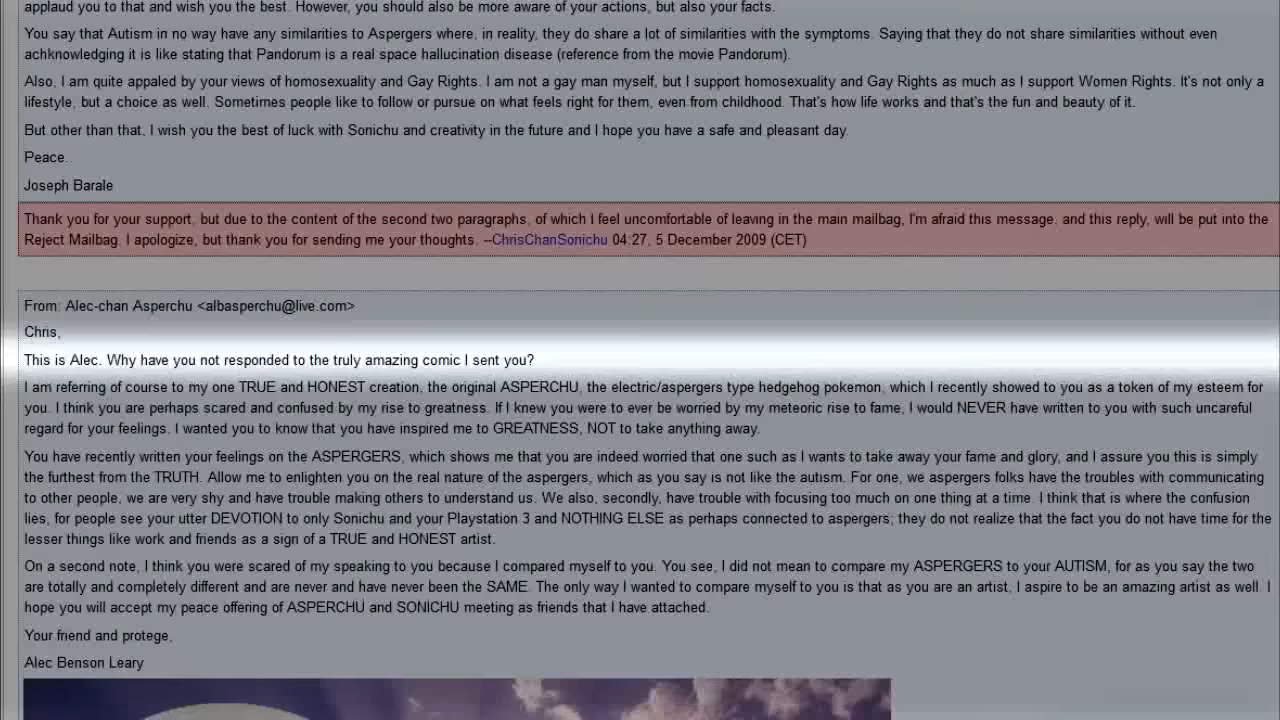 applaud you to that and wish you the best. However, you should also be more aware of your actions, but also your facts.
You say that Autism in no way have any similarities to Aspergers where, in reality, they do share a lot of similarities with the symptoms. Saying that they do not share similarities without even
achknowledging it is like stating that Pandorum is a real space hallucination disease (reference from the movie Pandorum).
Also, I am quite appaled by your views of homosexuality and Gay Rights. I am not a gay man myself, but I support homosexuality and Gay Rights as much as I support Women Rights. It's not only a
lifestyle, but a choice as well. Sometimes people like to follow or pursue on what feels right for them, even from childhood. That's how life works and that's the fun and beauty of it.
But other than that, I wish you the best of luck with Sonichu and creativity in the future and I hope you have a safe and pleasant day.
Peace.
Joseph Barale
Thank you for your support, but due to the content of the second two paragraphs, of which I feel uncomfortable of leaving in the main mailbag, I'm afraid this message, and this reply, will be put into the
Reject Mailbag. I apologize, but thank you for sending me your thoughts. --ChrisChanSonichu 04:27, 5 December 2009 (CET)
From: Alec-chan Asperchu <albasperchu@live.com>
Chris,
This is Alec. Why have you not responded to the truly amazing comic I sent you?
I am referring of course to my one TRUE and HONEST creation, the original ASPERCHU, the electric/aspergers type hedgehog pokemon, which I recently showed to you as a token of my esteem for
you. I think you are perhaps scared and confused by my rise to greatness. If I knew you were to ever be worried by my meteoric rise to fame, I would NEVER have written to you with such uncareful
regard for your feelings. I wanted you to know that you have inspired me to GREATNESS, NOT to take anything away.
You have recently written your feelings on the ASPERGERS, which shows me that you are indeed worried that one such as I wants to take away your fame and glory, and I assure you this is simply
the furthest from the TRUTH. Allow me to enlighten you on the real nature of the aspergers, which as you say is not like the autism. For one, we aspergers folks have the troubles with communicating
to other people, we are very shy and have trouble making others to understand us. We also, secondly, have trouble with focusing too much on one thing at a time. I think that is where the confusion
lies, for people see your utter DEVOTION to only Sonichu and your Playstation 3 and NOTHING ELSE as perhaps connected to aspergers; they do not realize that the fact you do not have time for the
lesser things like work and friends as a sign of a TRUE and HONEST artist.
On a second note, I think you were scared of my speaking to you because I compared myself to you. You see, I did not mean to compare my ASPERGERS to your AUTISM, for as you say the two
are totally and completely different and are never and have never been the SAME. The only way I wanted to compare myself to you is that as you are an artist, I aspire to be an amazing artist as well. I
hope you will accept my peace offering of ASPERCHU and SONICHU meeting as friends that I have attached.
Your friend and protege,
Alec Benson Leary